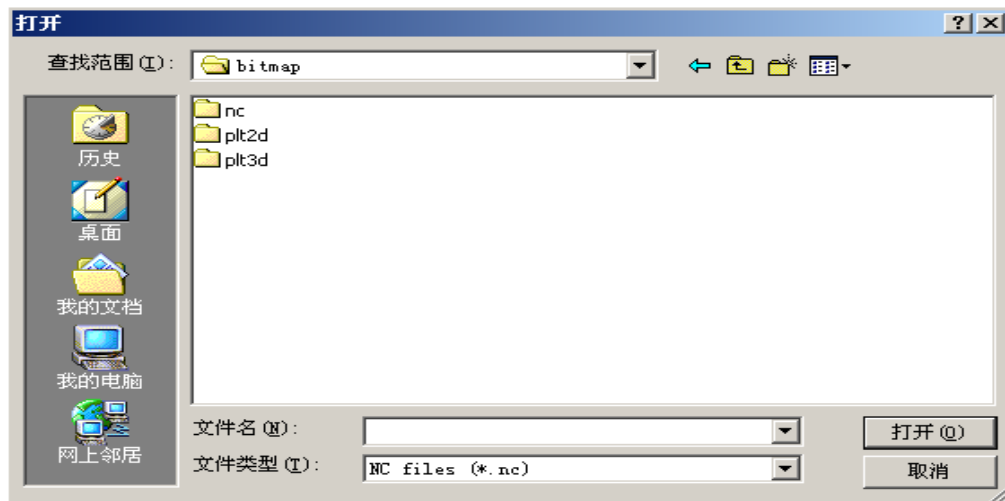 打开
查找范围(I):
bitmap
nc
plt2d
plt3d
历史
桌面
我的文档
我的电脑
网上邻居
文件名(N):
打开(O)
文件类型(T):
NC files (*.nc)
取消